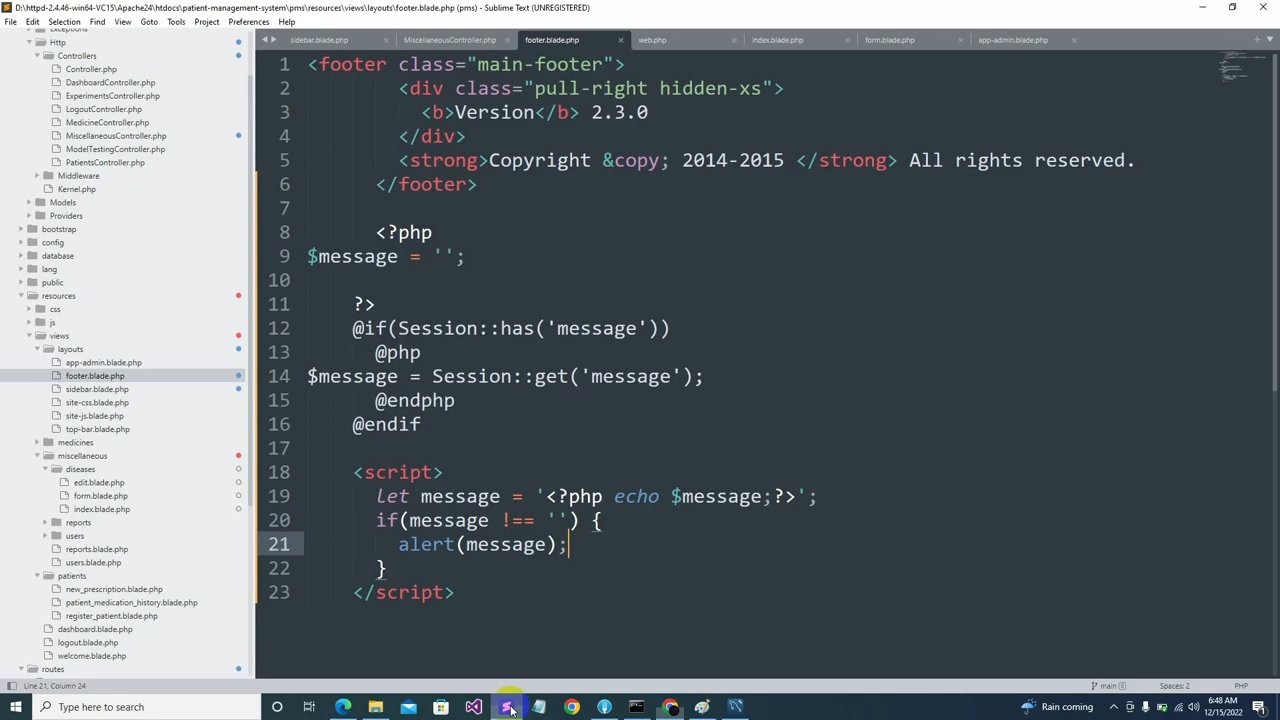 D:\httpd-2.4.46-win64-VC15\Apache24\htdocs\patient-management-system\pms\resources\views\layouts\footer.blade.php (pms) - Sublime Text (UNREGISTERED)
File Edit Selection Find View Goto Tools Project Preferences Help
sidebar.blade.php MiscellaneousController.php footer.blade.php web.php index.blade.php form.blade.php app-admin.blade.php
Exceptions
Http
Controllers
Controller.php
DashboardController.php
ExperimentsController.php
LogoutController.php
MedicineController.php
MiscellaneousController.php
ModelTestingController.php
PatientsController.php
Middleware
Kernel.php
Models
Providers
bootstrap
config
database
lang
public
resources
css
js
views
layouts
app-admin.blade.php
footer.blade.php
sidebar.blade.php
site-css.blade.php
site-js.blade.php
top-bar.blade.php
medicines
miscellaneous
diseases
edit.blade.php
form.blade.php
index.blade.php
reports
users
reports.blade.php
users.blade.php
patients
new_prescription.blade.php
patient_medication_history.blade.php
register_patient.blade.php
dashboard.blade.php
logout.blade.php
welcome.blade.php
routes
1 <footer class="main-footer">
2 <div class="pull-right hidden-xs">
3 <b>Version</b> 2.3.0
4 </div>
5 <strong>Copyright &copy; 2014-2015 </strong> All rights reserved.
6 </footer>
7
8 <?php
9 $message = '';
10
11 ?>
12 @if(Session::has('message'))
13 @php
14 $message = Session::get('message');
15 @endphp
16 @endif
17
18 <script>
19 let message = '<?php echo $message;?>';
20 if(message !== '') {
21 alert(message);
22 }
23 </script>
Line 21, Column 24
main 8
Spaces: 2
PHP
Type here to search
Rain coming
6:48 AM
12/15/2022